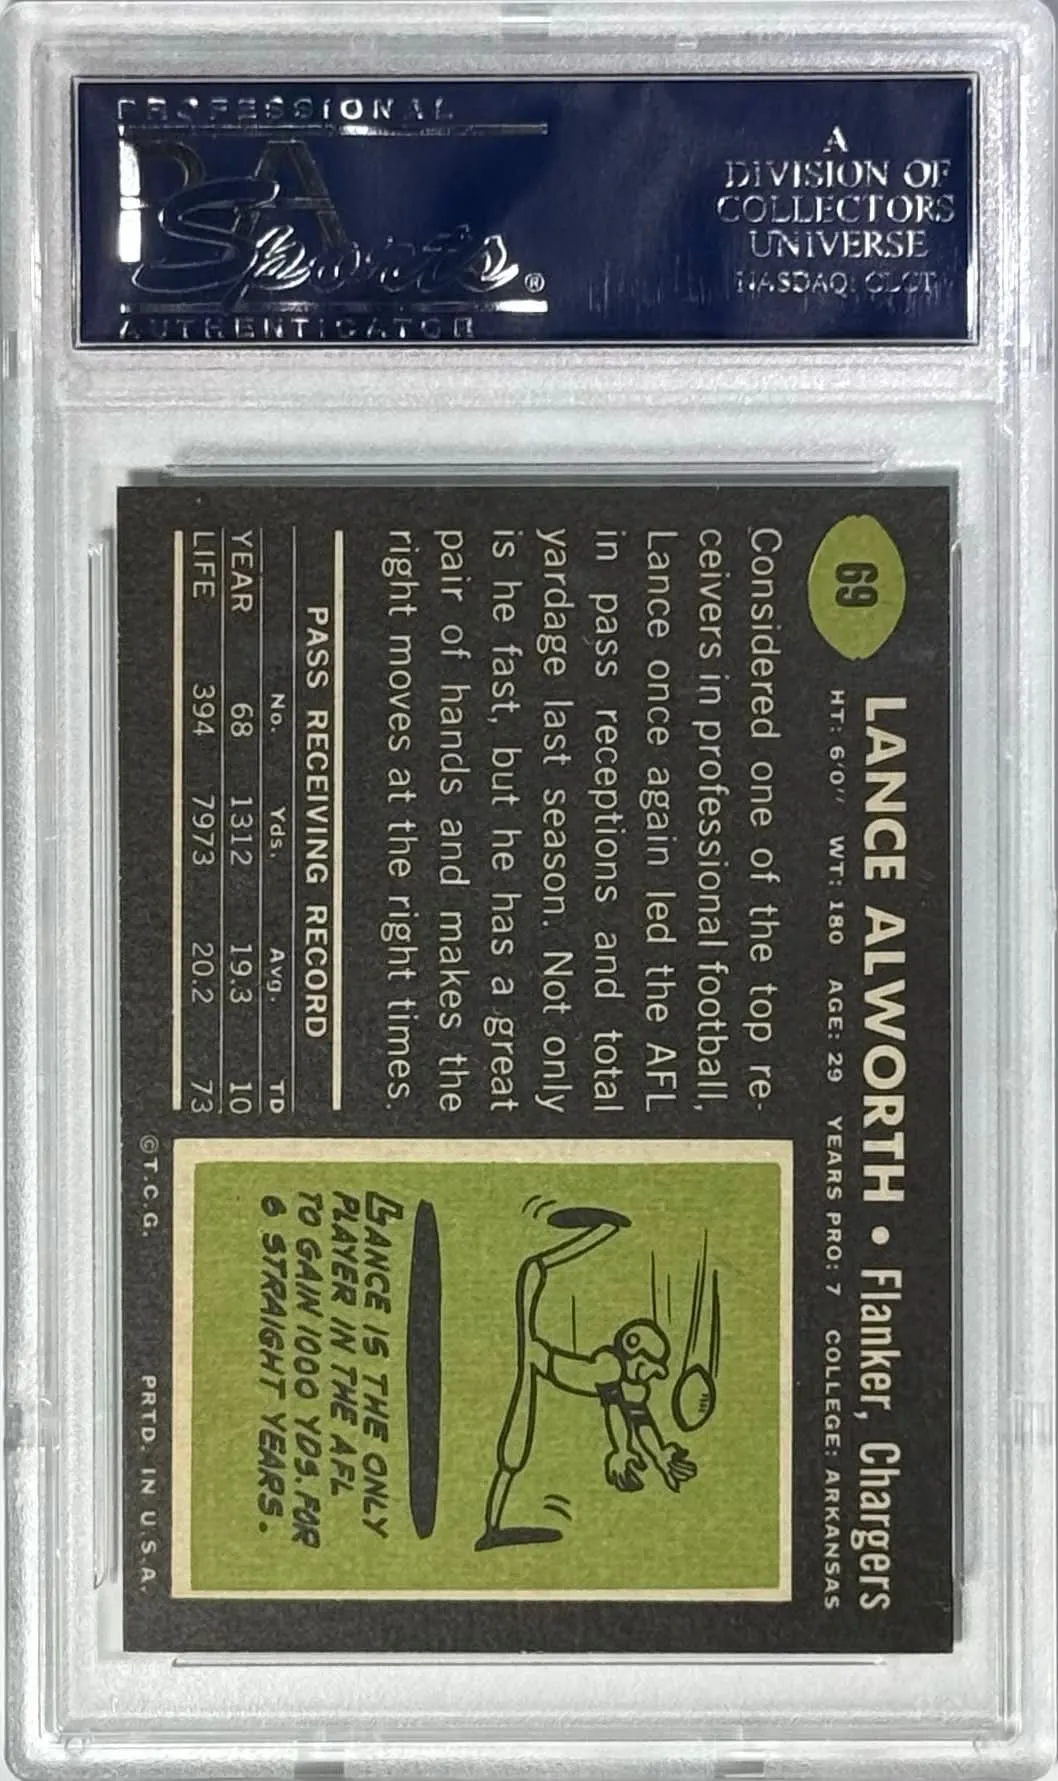 PROFESSIONAL
PSA
Sports®
AUTHENTICATOR
A
DIVISION OF
COLLECTORS
UNIVERSE
NASDAQ: CLCT
69
LANCE ALWORTH • Flanker, Chargers
HT: 6'0" WT: 180 AGE: 29 YEARS PRO: 7 COLLEGE: ARKANSAS
Considered one of the top re-
ceivers in professional football,
Lance once again led the AFL
in pass receptions and total
yardage last season. Not only
is he fast, but he has a great
pair of hands and makes the
right moves at the right times.
PASS RECEIVING RECORD
No. Yds. Avg. TD
YEAR 68 1312 19.3 10
LIFE 394 7973 20.2 73
LANCE IS THE ONLY
PLAYER IN THE AFL
TO GAIN 1000 YDS. FOR
6 STRAIGHT YEARS.
©T.C.G. PRTD. IN U.S.A.